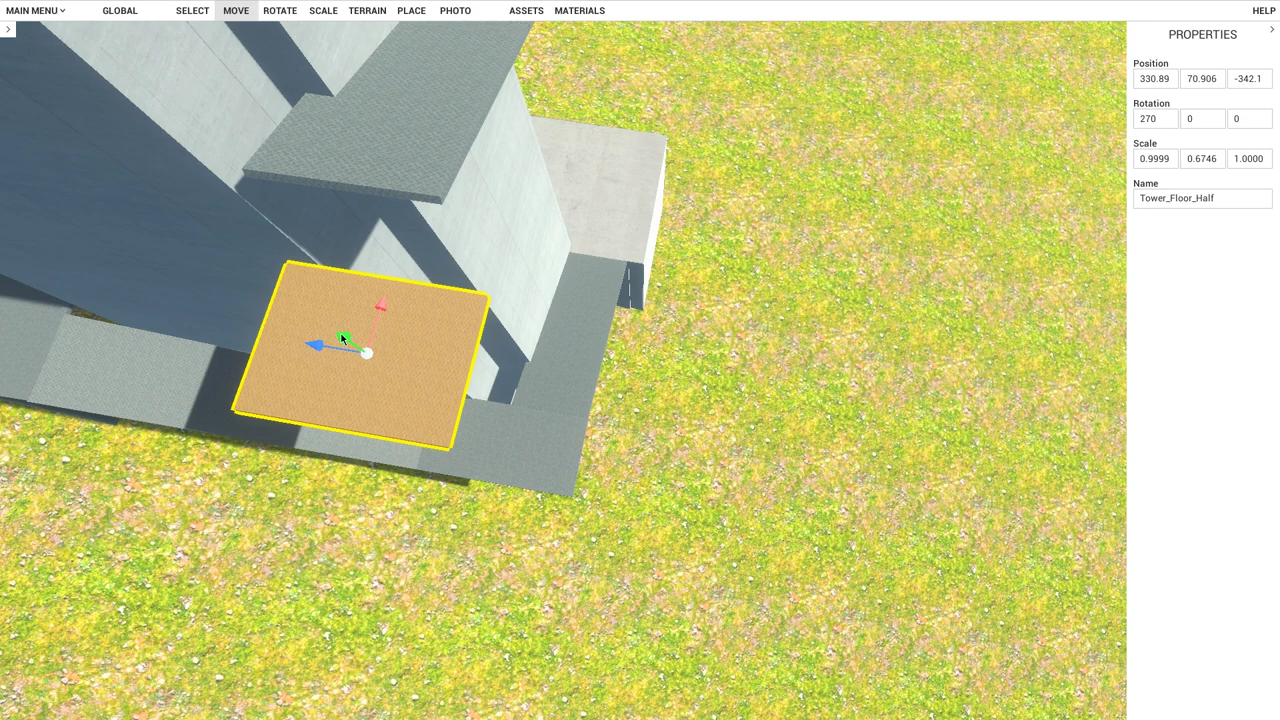 MAIN MENU GLOBAL SELECT MOVE ROTATE SCALE TERRAIN PLACE PHOTO ASSETS MATERIALS HELP
PROPERTIES
Position
330.89 70.906 -342.1
Rotation
270 0 0
Scale
0.9999 0.6746 1.0000
Name
Tower_Floor_Half